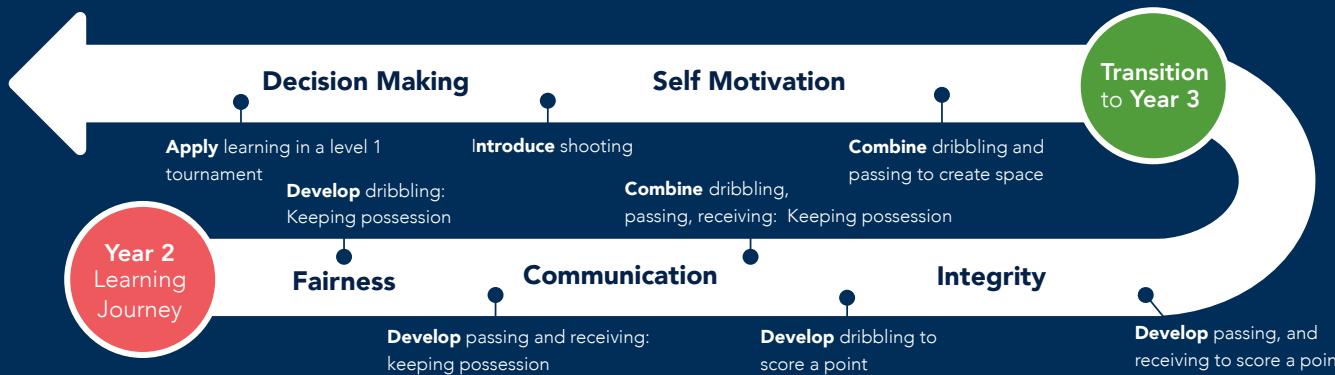 Decision Making
Self Motivation
Transition
to Year 3
Apply learning in a level 1
tournament
Introduce shooting
Combine dribbling and
passing to create space
Develop dribbling:
Keeping possession
Combine dribbling,
passing, receiving: Keeping possession
Year 2
Learning
Journey
Fairness
Communication
Integrity
Develop passing and receiving:
keeping possession
Develop dribbling to
score a point
Develop passing, and
receiving to score a poin